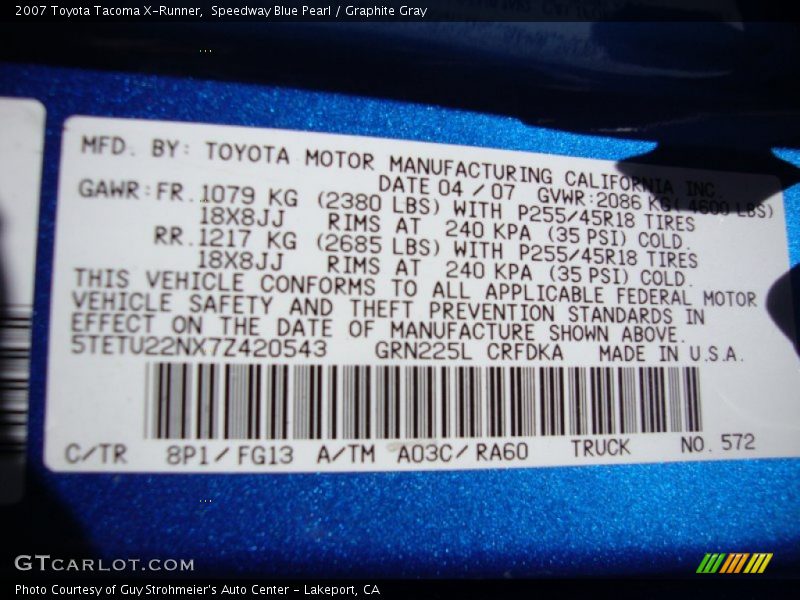 2007 Toyota Tacoma X-Runner,  Speedway Blue Pearl / Graphite Gray
MFD. BY: TOYOTA MOTOR MANUFACTURING CALIFORNIA INC.
DATE 04 / 07 GVWR:2086 KG( 4600 LBS)
GAWR:FR.1079 KG (2380 LBS) WITH P255/45R18 TIRES
18X8JJ RIMS AT 240 KPA (35 PSI) COLD.
RR.1217 KG (2685 LBS) WITH P255/45R18 TIRES
18X8JJ RIMS AT 240 KPA (35 PSI) COLD.
THIS VEHICLE CONFORMS TO ALL APPLICABLE FEDERAL MOTOR
VEHICLE SAFETY AND THEFT PREVENTION STANDARDS IN
EFFECT ON THE DATE OF MANUFACTURE SHOWN ABOVE.
5TETU22NX7Z420543 GRN225L CRFDKA MADE IN U.S.A.
C/TR 8P1/FG13 A/TM A03C/RA60 TRUCK NO. 572
GTCARLOT.COM
Photo Courtesy of Guy Strohmeier's Auto Center - Lakeport, CA